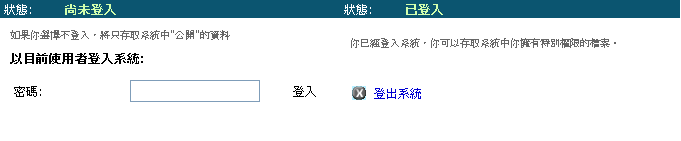 狀態: 尚未登入
如果你選擇不登入，將只存取系統中"公開"的資料
以目前使用者登入系統:
密碼: 登入
狀態: 已登入
你已經登入系統，你可以存取系統中你擁有特別權限的檔案。
登出系統